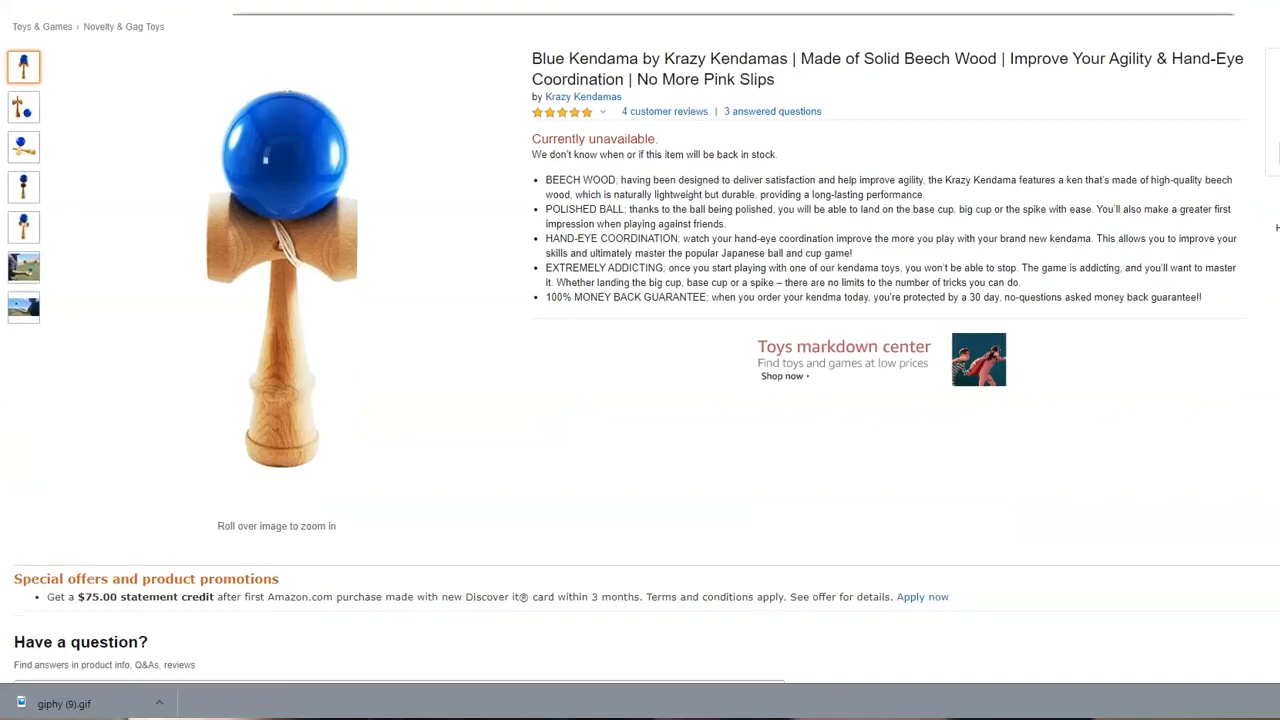 Toys & Games › Novelty & Gag Toys
Blue Kendama by Krazy Kendamas | Made of Solid Beech Wood | Improve Your Agility & Hand-Eye
Coordination | No More Pink Slips
by Krazy Kendamas
4 customer reviews | 3 answered questions
Currently unavailable.
We don't know when or if this item will be back in stock.
• BEECH WOOD; having been designed to deliver satisfaction and help improve agility, the Krazy Kendama features a ken that's made of high-quality beech
wood, which is naturally lightweight but durable, providing a long-lasting performance.
• POLISHED BALL; thanks to the ball being polished, you will be able to land on the base cup, big cup or the spike with ease. You'll also make a greater first
impression when playing against friends.
• HAND-EYE COORDINATION; watch your hand-eye coordination improve the more you play with your brand new kendama. This allows you to improve your
skills and ultimately master the popular Japanese ball and cup game!
• EXTREMELY ADDICTING; once you start playing with one of our kendama toys, you won't be able to stop. The game is addicting, and you'll want to master
it. Whether landing the big cup, base cup or a spike – there are no limits to the number of tricks you can do.
• 100% MONEY BACK GUARANTEE; when you order your kendma today, you're protected by a 30 day, no-questions asked money back guarantee!!
Toys markdown center
Find toys and games at low prices
Shop now
Roll over image to zoom in
Special offers and product promotions
• Get a $75.00 statement credit after first Amazon.com purchase made with new Discover it® card within 3 months. Terms and conditions apply. See offer for details. Apply now
Have a question?
Find answers in product info, Q&As, reviews
giphy (9).gif